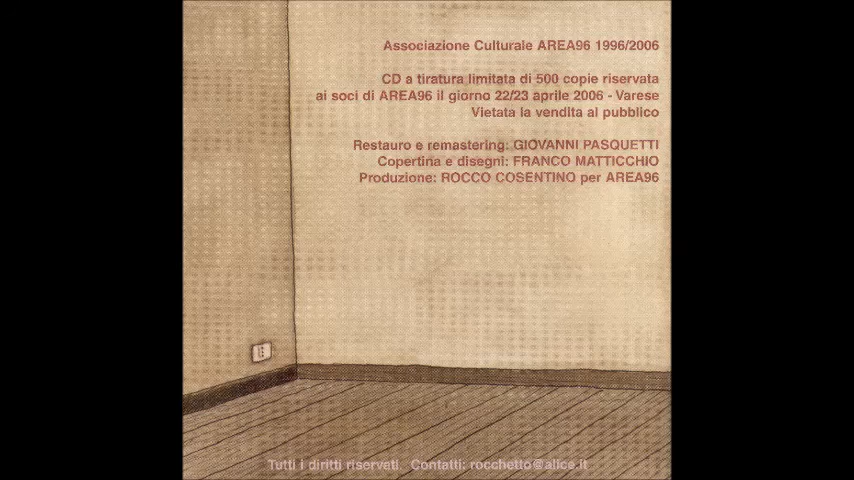 Associazione Culturale AREA96 1996/2006
CD a tiratura limitata di 500 copie riservata
ai soci di AREA96 il giorno 22/23 aprile 2006 - Varese
Vietata la vendita al pubblico
Restauro e remastering: GIOVANNI PASQUETTI
Copertina e disegni: FRANCO MATTICCHIO
Produzione: ROCCO COSENTINO per AREA96
Tutti i diritti riservati. Contatti: rocchetto@alice.it